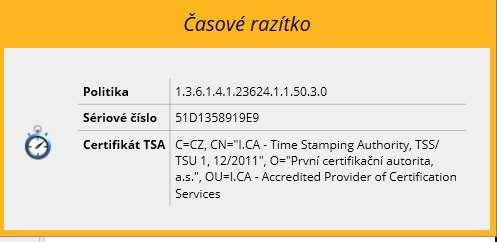 Časové razítko
Politika 1.3.6.1.4.1.23624.1.1.50.3.0
Sériové číslo 51D1358919E9
Certifikát TSA C=CZ, CN="I.CA - Time Stamping Authority, TSS/
TSU 1, 12/2011", O="První certifikační autorita,
a.s.", OU=I.CA - Accredited Provider of Certification
Services